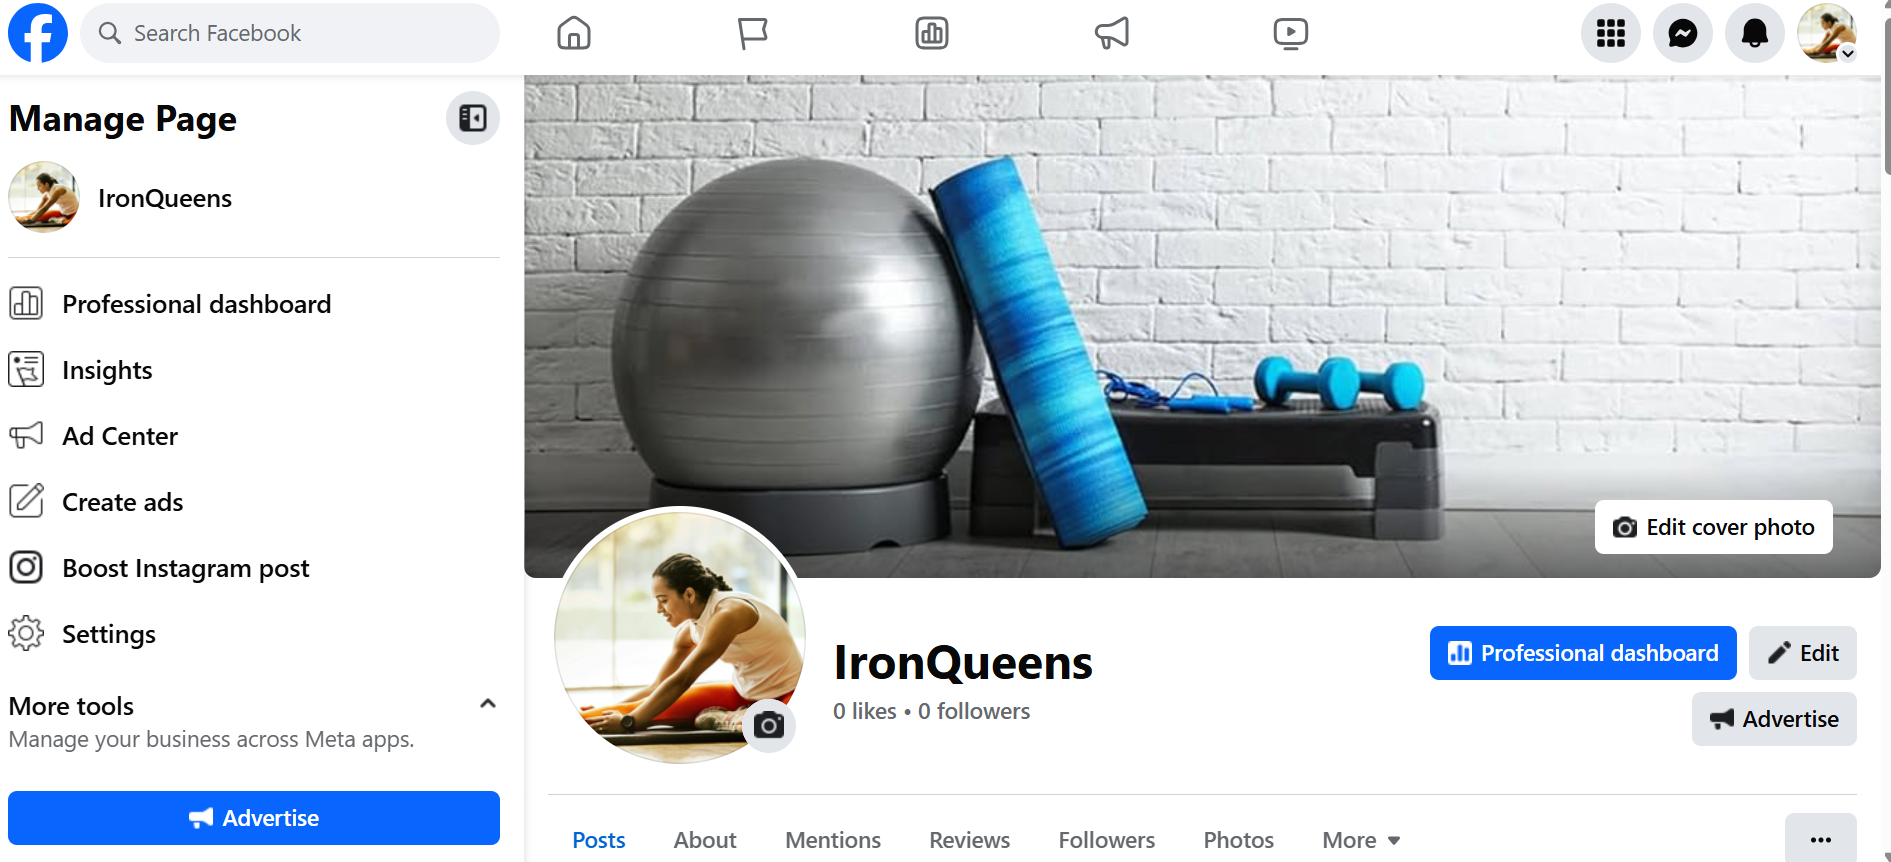 Search Facebook
Manage Page
IronQueens
Professional dashboard
Insights
Ad Center
Create ads
Boost Instagram post
Settings
More tools
Manage your business across Meta apps.
Advertise
Edit cover photo
IronQueens
0 likes • 0 followers
Professional dashboard
Edit
Advertise
Posts About Mentions Reviews Followers Photos More